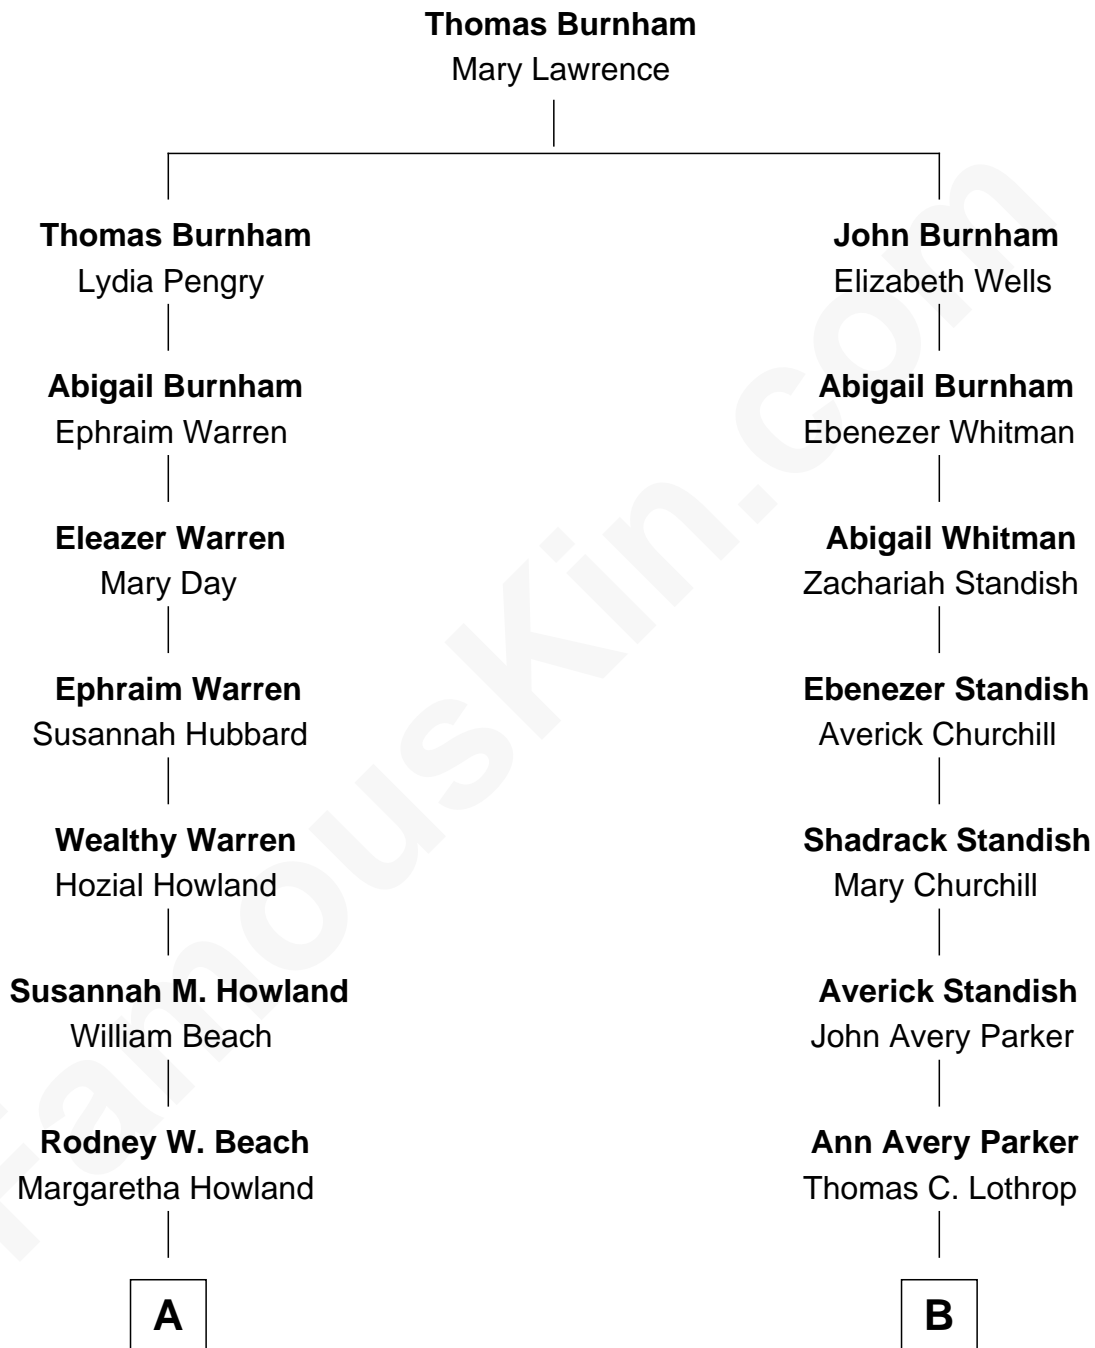 Thomas Burnham
Mary Lawrence
Thomas Burnham
Lydia Pengry
John Burnham
Elizabeth Wells
Abigail Burnham
Ephraim Warren
Abigail Burnham
Ebenezer Whitman
Eleazer Warren
Mary Day
Abigail Whitman
Zachariah Standish
Ephraim Warren
Susannah Hubbard
Ebenezer Standish
Averick Churchill
Wealthy Warren
Hozial Howland
Shadrack Standish
Mary Churchill
Susannah M. Howland
William Beach
Averick Standish
John Avery Parker
Rodney W. Beach
Margaretha Howland
Ann Avery Parker
Thomas C. Lothrop
A
B
FamousKin.com